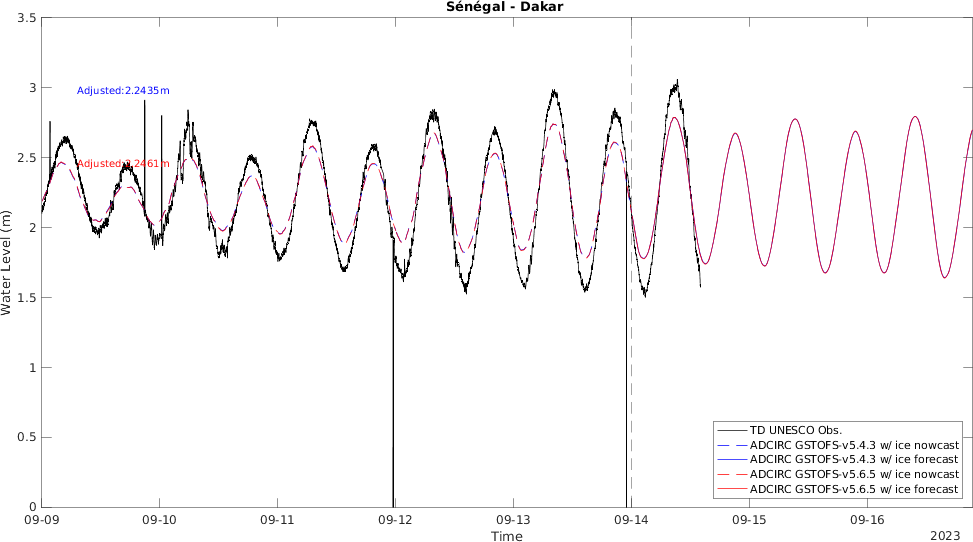 Sénégal - Dakar
3.5
3
2.5
2
1.5
1
0.5
0
Water Level (m)
Adjusted:2.2435m
Adjusted:2.2461m
TD UNESCO Obs.
ADCIRC GSTOFS-v5.4.3 w/ ice nowcast
ADCIRC GSTOFS-v5.4.3 w/ ice forecast
ADCIRC GSTOFS-v5.6.5 w/ ice nowcast
ADCIRC GSTOFS-v5.6.5 w/ ice forecast
09-09 09-10 09-11 09-12 09-13 09-14 09-15 09-16
Time
2023